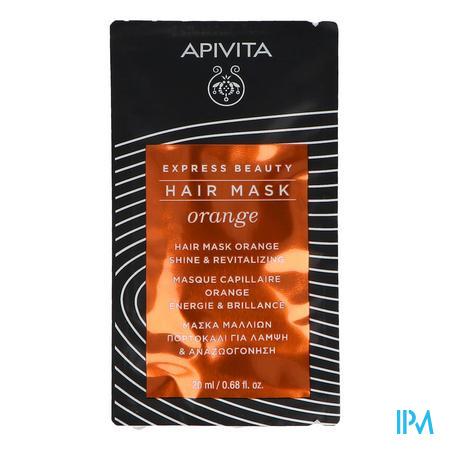 APIVITA
EXPRESS BEAUTY
HAIR MASK
orange
HAIR MASK ORANGE
SHINE & REVITALIZING
MASQUE CAPILLAIRE
ORANGE
ENERGIE & BRILLANCE
ΜΑΣΚΑ ΜΑΛΛΙΩΝ
ΠΟΡΤΟΚΑΛΙ ΓΙΑ ΛΑΜΨΗ
& ΑΝΑΖΩΟΓΟΝΗΣΗ
20 ml / 0.68 fl. oz.
IPM